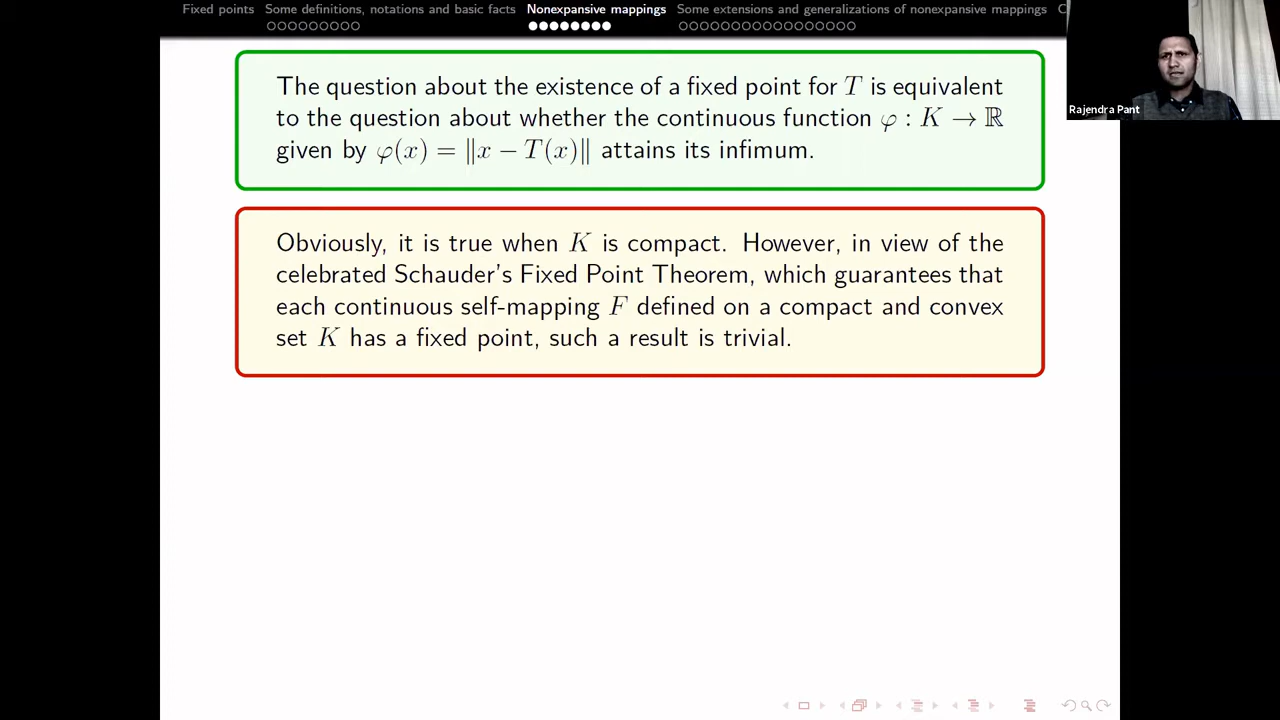 Fixed points Some definitions, notations and basic facts Nonexpansive mappings Some extensions and generalizations of nonexpansive mappings
The question about the existence of a fixed point for T is equivalent
to the question about whether the continuous function φ : K → ℝ
given by φ(x) = ‖x − T(x)‖ attains its infimum.
Obviously, it is true when K is compact. However, in view of the
celebrated Schauder's Fixed Point Theorem, which guarantees that
each continuous self-mapping F defined on a compact and convex
set K has a fixed point, such a result is trivial.
Rajendra Pant